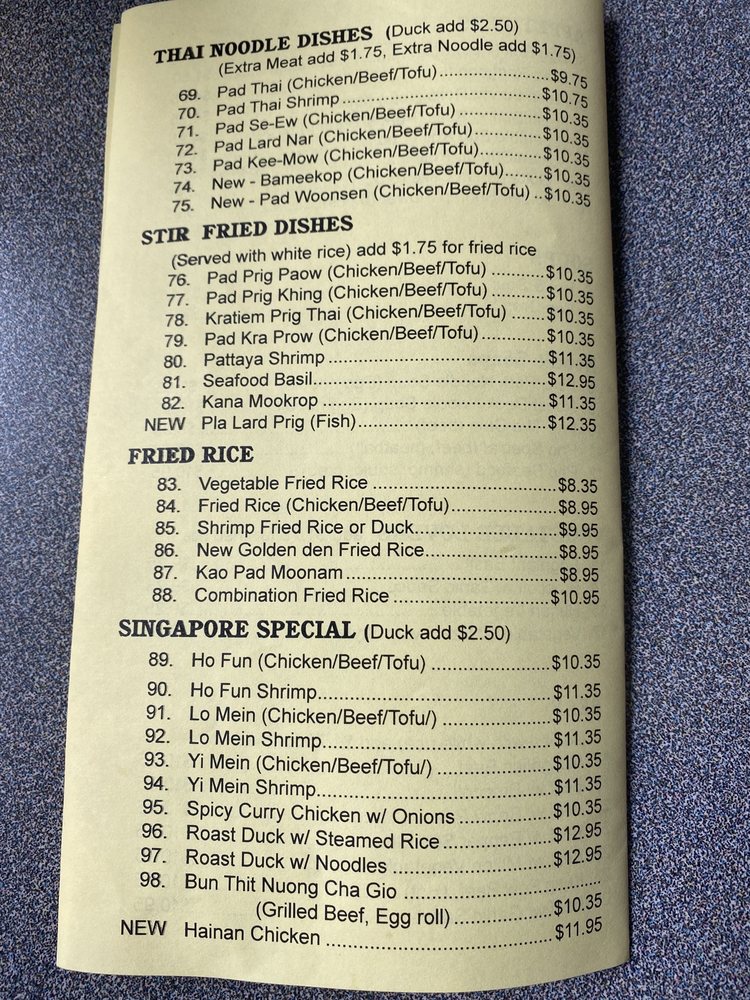 THAI NOODLE DISHES (Duck add $2.50)
(Extra Meat add $1.75, Extra Noodle add $1.75)
69. Pad Thai (Chicken/Beef/Tofu)..........................$9.75
70. Pad Thai Shrimp..........................$10.75
71. Pad Se-Ew (Chicken/Beef/Tofu)..........................$10.35
72. Pad Lard Nar (Chicken/Beef/Tofu)..............$10.35
73. Pad Kee-Mow (Chicken/Beef/Tofu)..............$10.35
74. New - Bameekop (Chicken/Beef/Tofu)........$10.35
75. New - Pad Woonsen (Chicken/Beef/Tofu) ..$10.35
STIR FRIED DISHES
(Served with white rice) add $1.75 for fried rice
76. Pad Prig Paow (Chicken/Beef/Tofu) ...........$10.35
77. Pad Prig Khing (Chicken/Beef/Tofu) ...........$10.35
78. Kratiem Prig Thai (Chicken/Beef/Tofu) .......$10.35
79. Pad Kra Prow (Chicken/Beef/Tofu).............$10.35
80. Pattaya Shrimp ..........................$11.35
81. Seafood Basil..........................$12.95
82. Kana Mookrop ..........................$11.35
NEW Pla Lard Prig (Fish)..........................$12.35
FRIED RICE
83. Vegetable Fried Rice ..........................$8.35
84. Fried Rice (Chicken/Beef/Tofu)..................$8.95
85. Shrimp Fried Rice or Duck..........................$9.95
86. New Golden den Fried Rice..........................$8.95
87. Kao Pad Moonam..........................$8.95
88. Combination Fried Rice ..........................$10.95
SINGAPORE SPECIAL (Duck add $2.50)
89. Ho Fun (Chicken/Beef/Tofu) ..........................$10.35
90. Ho Fun Shrimp..........................$11.35
91. Lo Mein (Chicken/Beef/Tofu/) ....................$10.35
92. Lo Mein Shrimp..........................$11.35
93. Yi Mein (Chicken/Beef/Tofu/) ....................$10.35
94. Yi Mein Shrimp..........................$11.35
95. Spicy Curry Chicken w/ Onions ..................$10.35
96. Roast Duck w/ Steamed Rice....................$12.95
97. Roast Duck w/ Noodles ..........................$12.95
98. Bun Thit Nuong Cha Gio ..........................
(Grilled Beef, Egg roll)..................$10.35
NEW Hainan Chicken ..........................$11.95